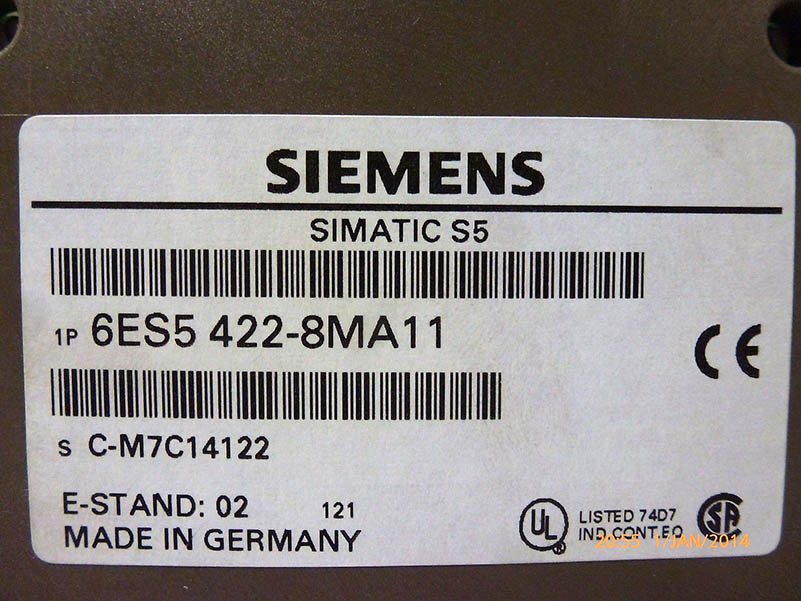 SIEMENS
SIMATIC S5
1P 6ES5 422-8MA11
S C-M7C14122
E-STAND: 02 121
MADE IN GERMANY
CE
UL
®
LISTED 74D7
IND.CONT.EQ
SA
20:55 1/JAN/2014